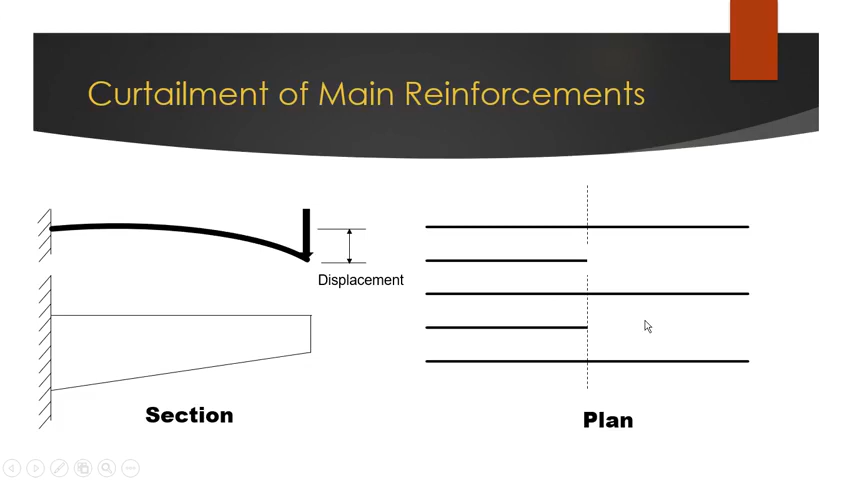 Curtailment of Main Reinforcements
Displacement
Section
Plan